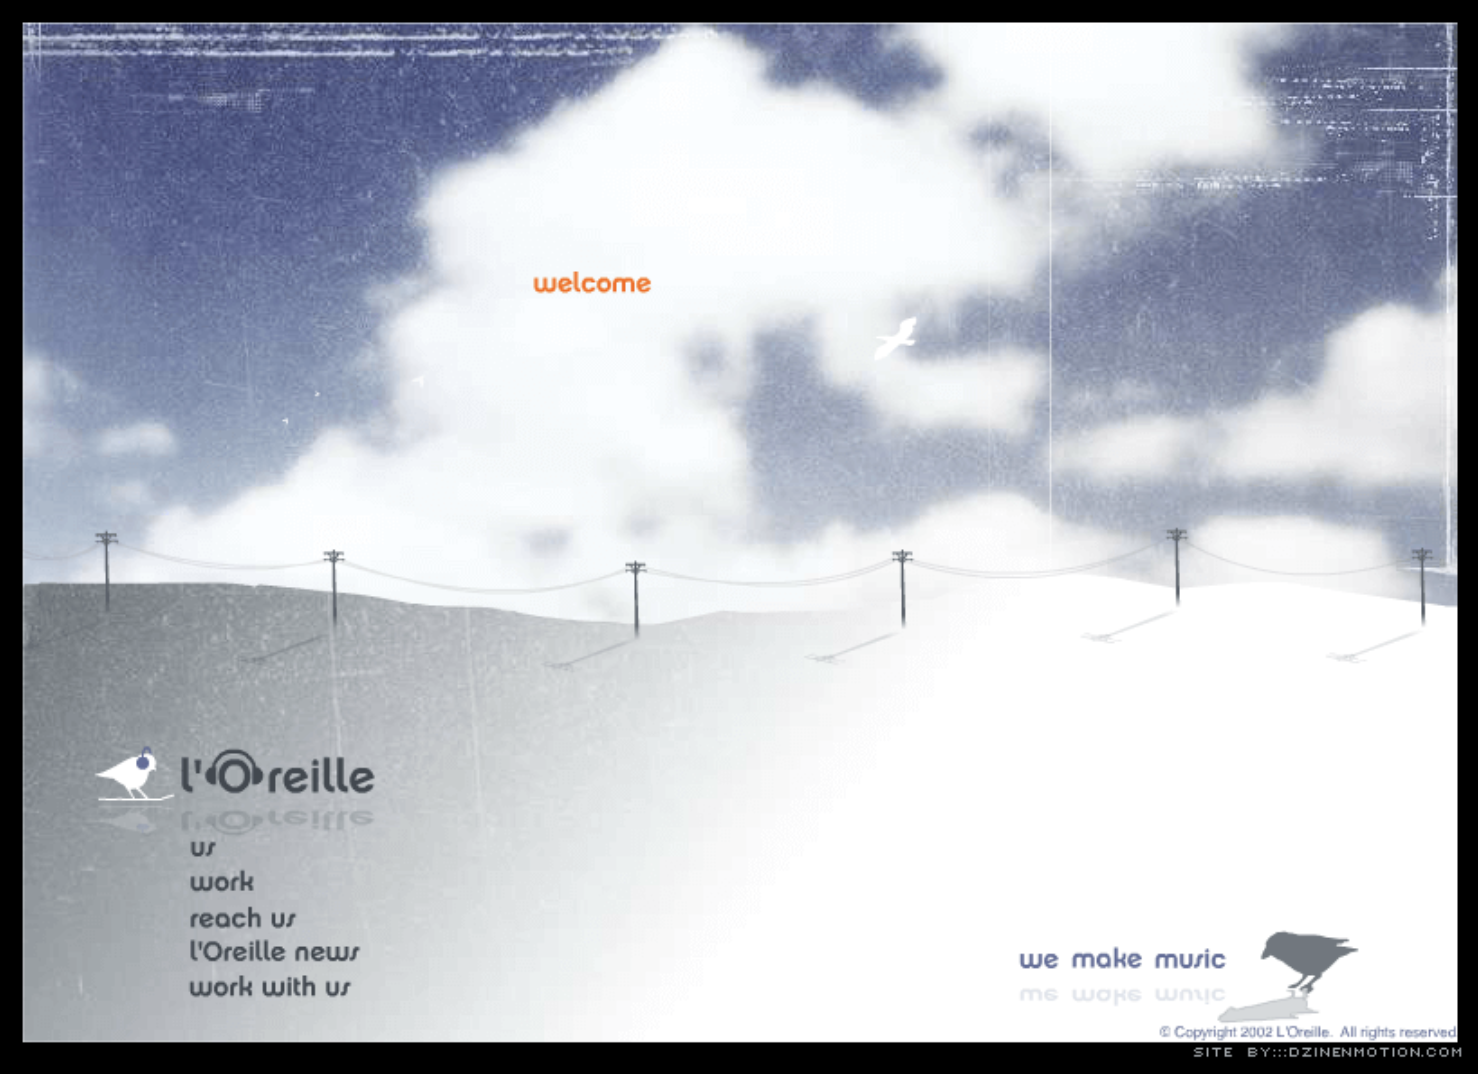 welcome
l'Oreille
us
work
reach us
l'Oreille news
work with us
we make music
© Copyright 2002 L'Oreille. All rights reserved
SITE BY:::DZINENMOTION.COM